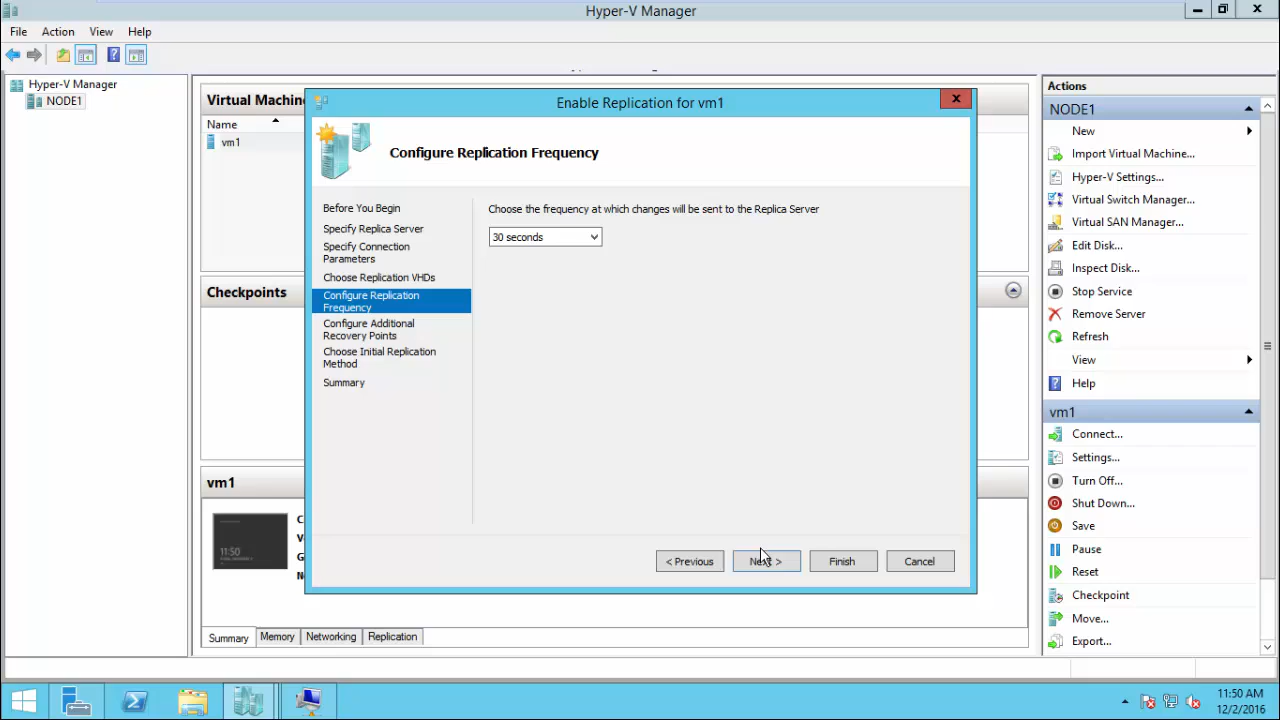 Hyper-V Manager
File Action View Help
Hyper-V Manager
NODE1
Virtual Machin
Name
vm1
Checkpoints
vm1
11:50
Summary Memory Networking Replication
Enable Replication for vm1
Configure Replication Frequency
Before You Begin
Specify Replica Server
Specify Connection
Parameters
Choose Replication VHDs
Configure Replication
Frequency
Configure Additional
Recovery Points
Choose Initial Replication
Method
Summary
Choose the frequency at which changes will be sent to the Replica Server
30 seconds
< Previous Next > Finish Cancel
Actions
NODE1
New
Import Virtual Machine...
Hyper-V Settings...
Virtual Switch Manager...
Virtual SAN Manager...
Edit Disk...
Inspect Disk...
Stop Service
Remove Server
Refresh
View
Help
vm1
Connect...
Settings...
Turn Off...
Shut Down...
Save
Pause
Reset
Checkpoint
Move...
Export...
11:50 AM
12/2/2016